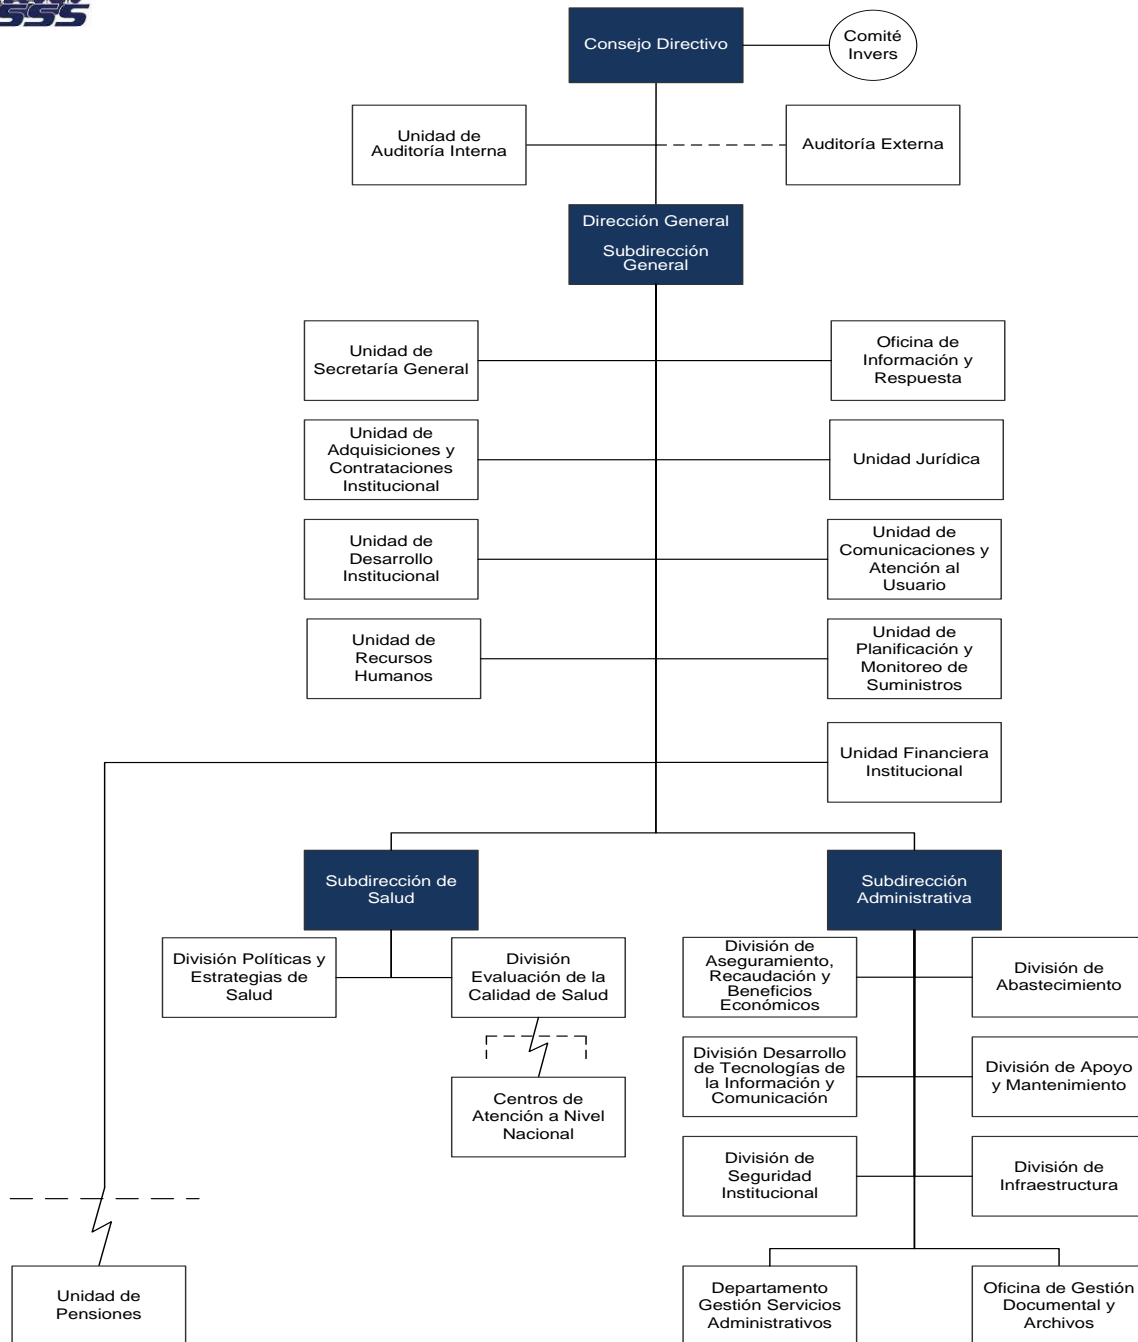 Consejo Directivo
Comité
Invers
Unidad de
Auditoría Interna
Auditoría Externa
Dirección General
Subdirección
General
Unidad de
Secretaría General
Oficina de
Información y
Respuesta
Unidad de
Adquisiciones y
Contrataciones
Institucional
Unidad Jurídica
Unidad de
Desarrollo
Institucional
Unidad de
Comunicaciones y
Atención al
Usuario
Unidad de
Recursos
Humanos
Unidad de
Planificación y
Monitoreo de
Suministros
Unidad Financiera
Institucional
Subdirección de
Salud
Subdirección
Administrativa
División Políticas y
Estrategias de
Salud
División
Evaluación de la
Calidad de Salud
División de
Aseguramiento,
Recaudación y
Beneficios
Económicos
División de
Abastecimiento
Centros de
Atención a Nivel
Nacional
División Desarrollo
de Tecnologías de
la Información y
Comunicación
División de Apoyo
y Mantenimiento
División de
Seguridad
Institucional
División de
Infraestructura
Unidad de
Pensiones
Departamento
Gestión Servicios
Administrativos
Oficina de Gestión
Documental y
Archivos